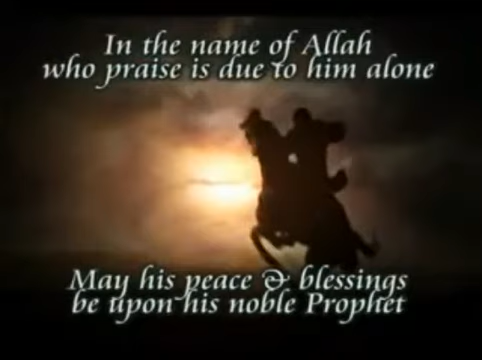 In the name of Allah
who praise is due to him alone
May his peace & blessings
be upon his noble Prophet